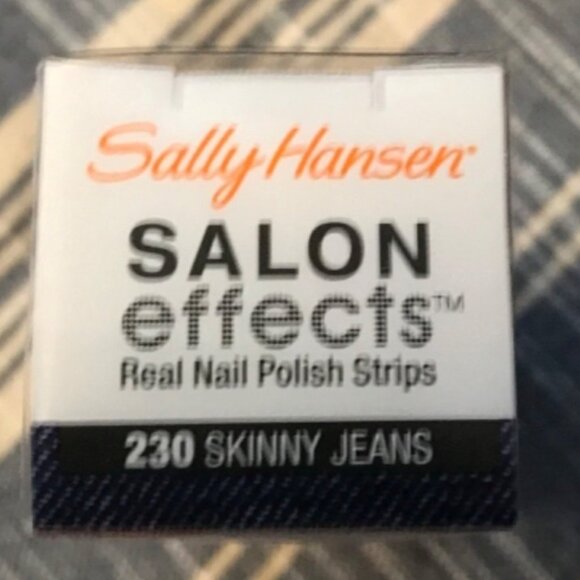 Sally Hansen
SALON
effects™
Real Nail Polish Strips
230 SKINNY JEANS